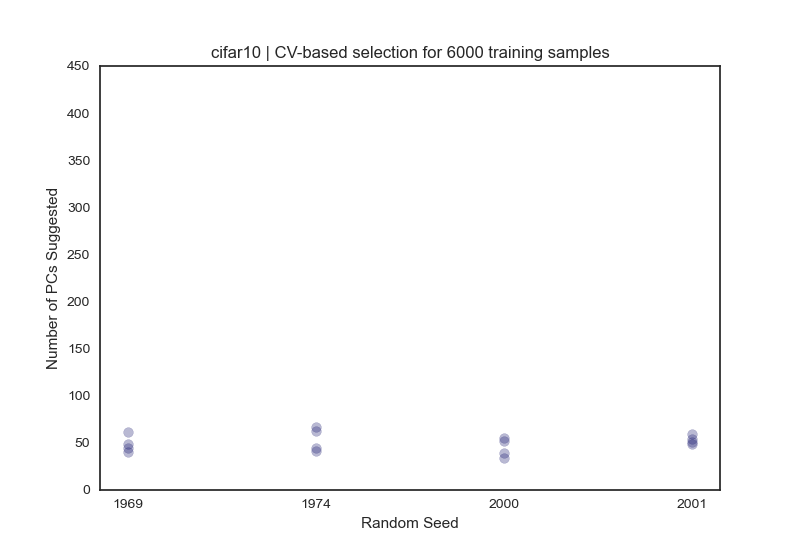 cifar10 | CV-based selection for 6000 training samples
Number of PCs Suggested
450
400
350
300
250
200
150
100
50
0
1969 1974 2000 2001
Random Seed